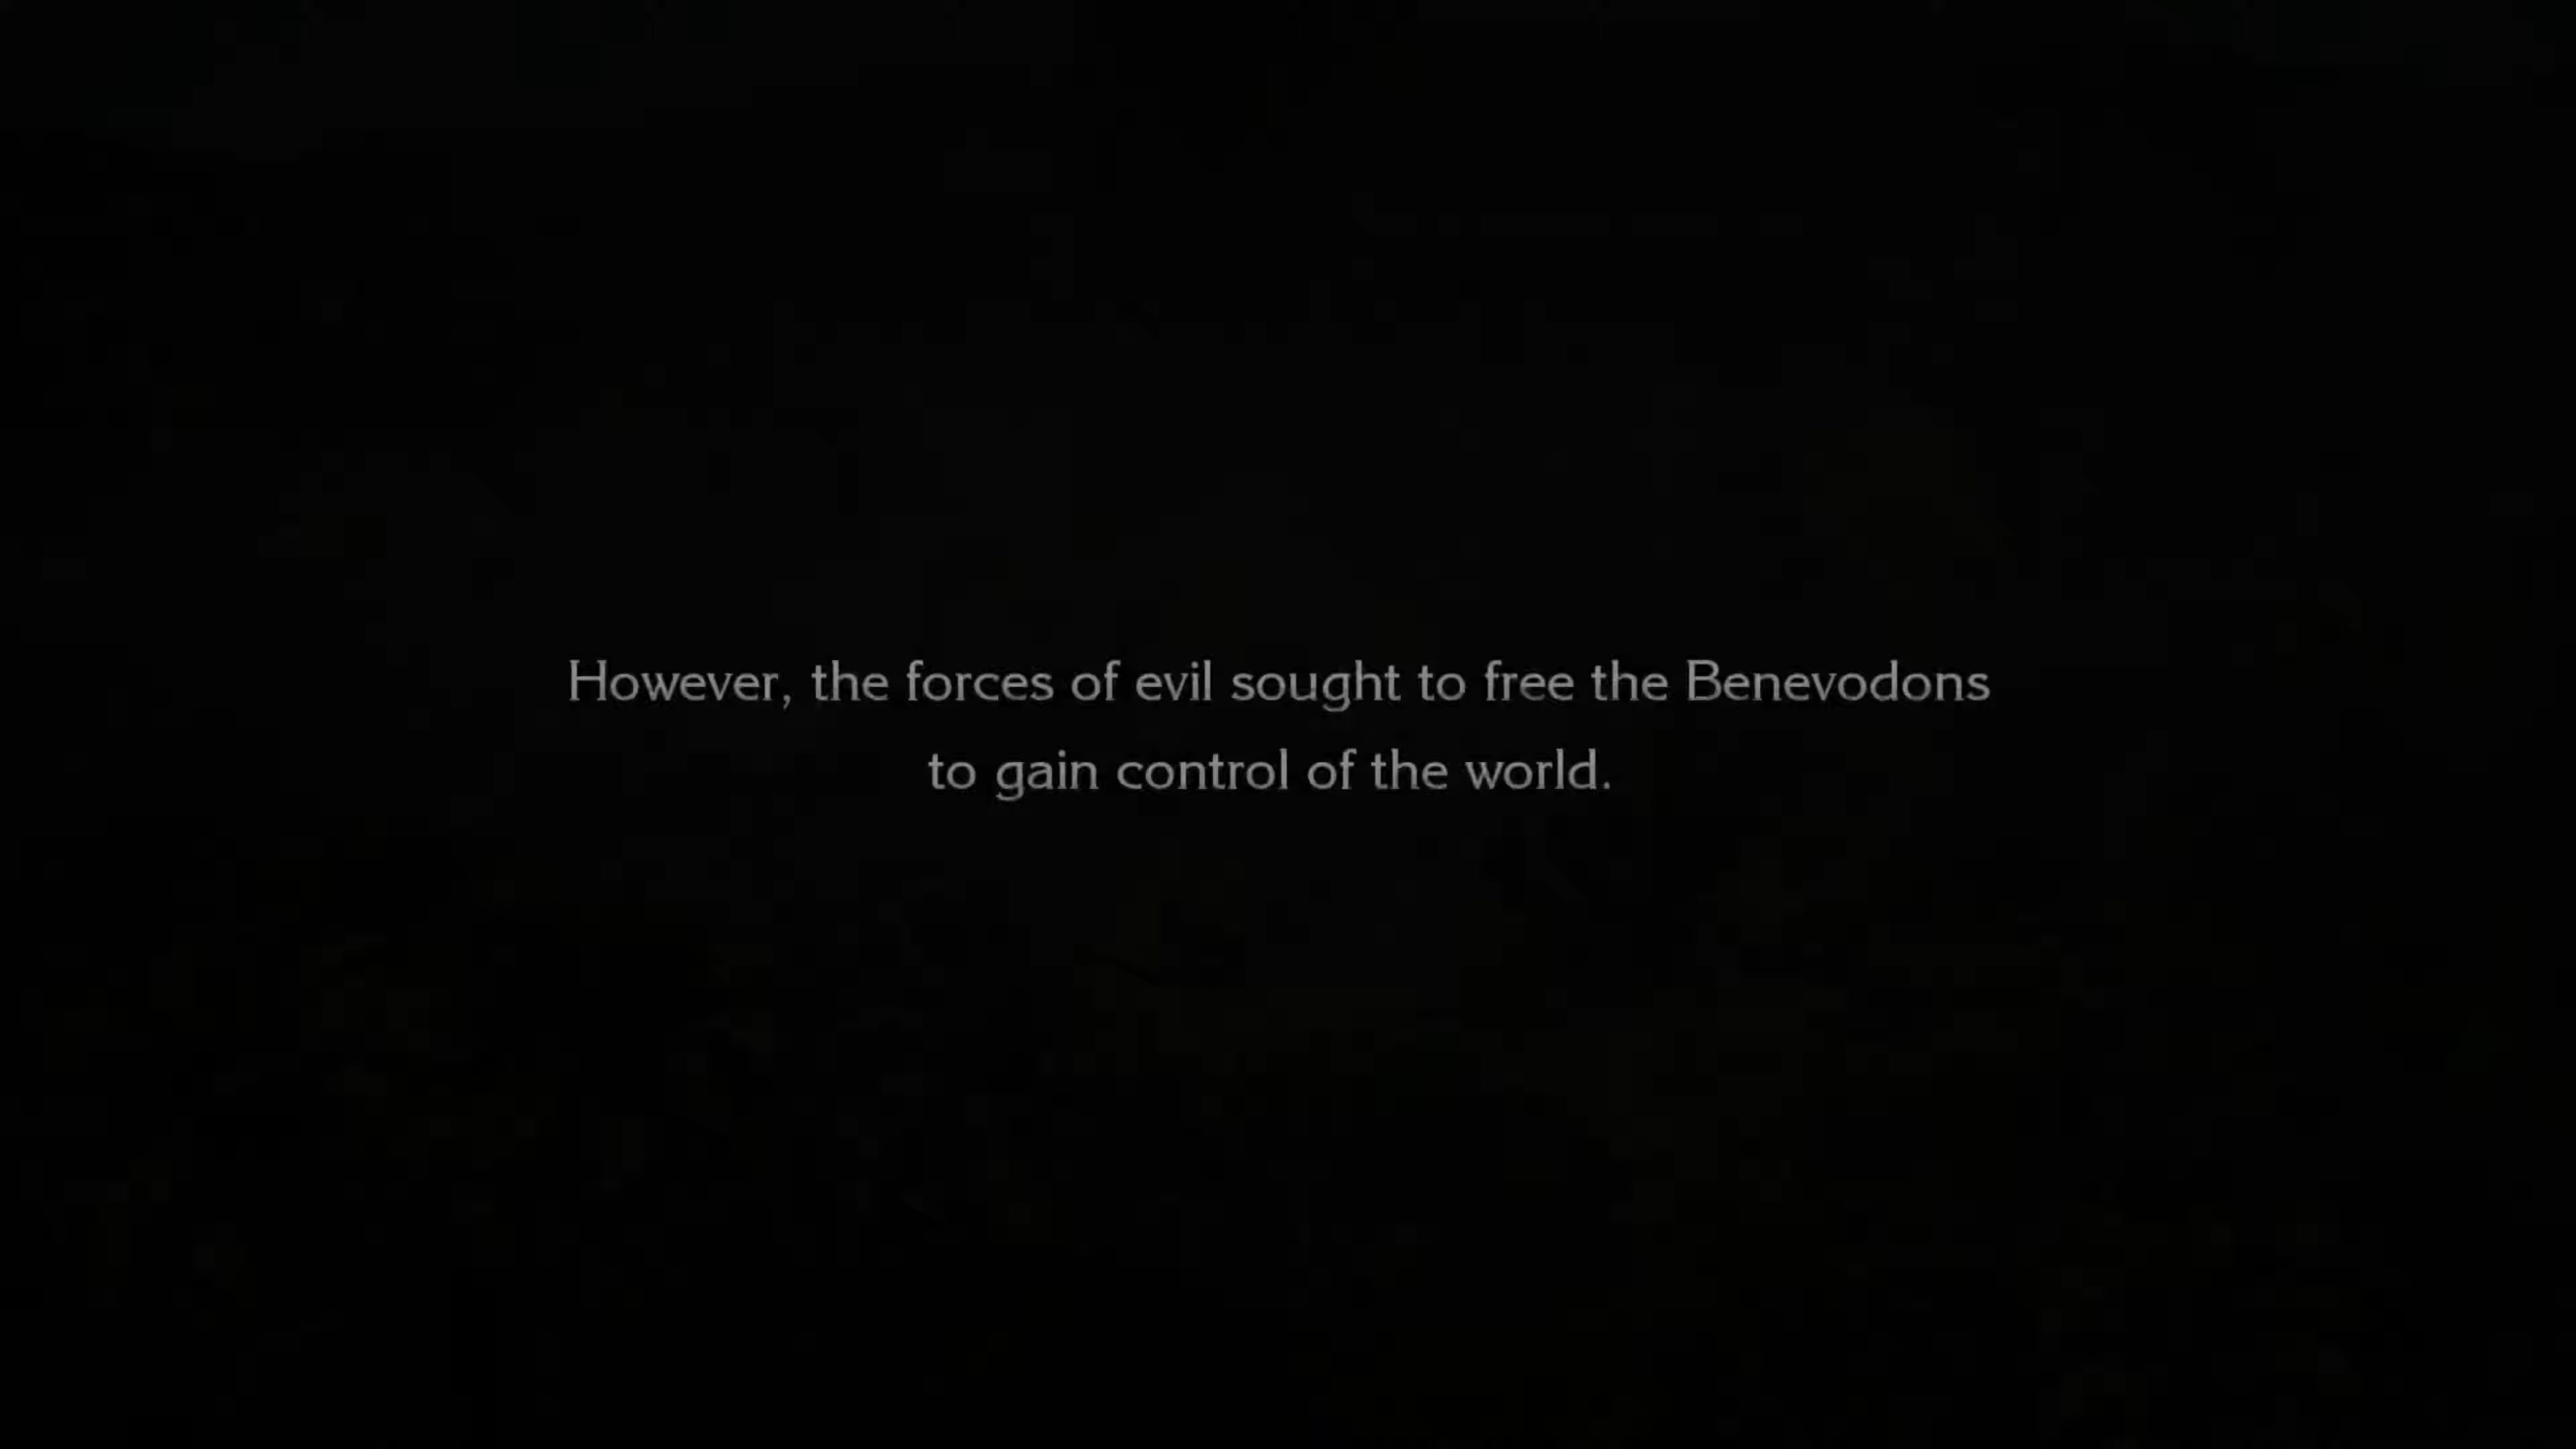 However, the forces of evil sought to free the Benevodons
to gain control of the world.